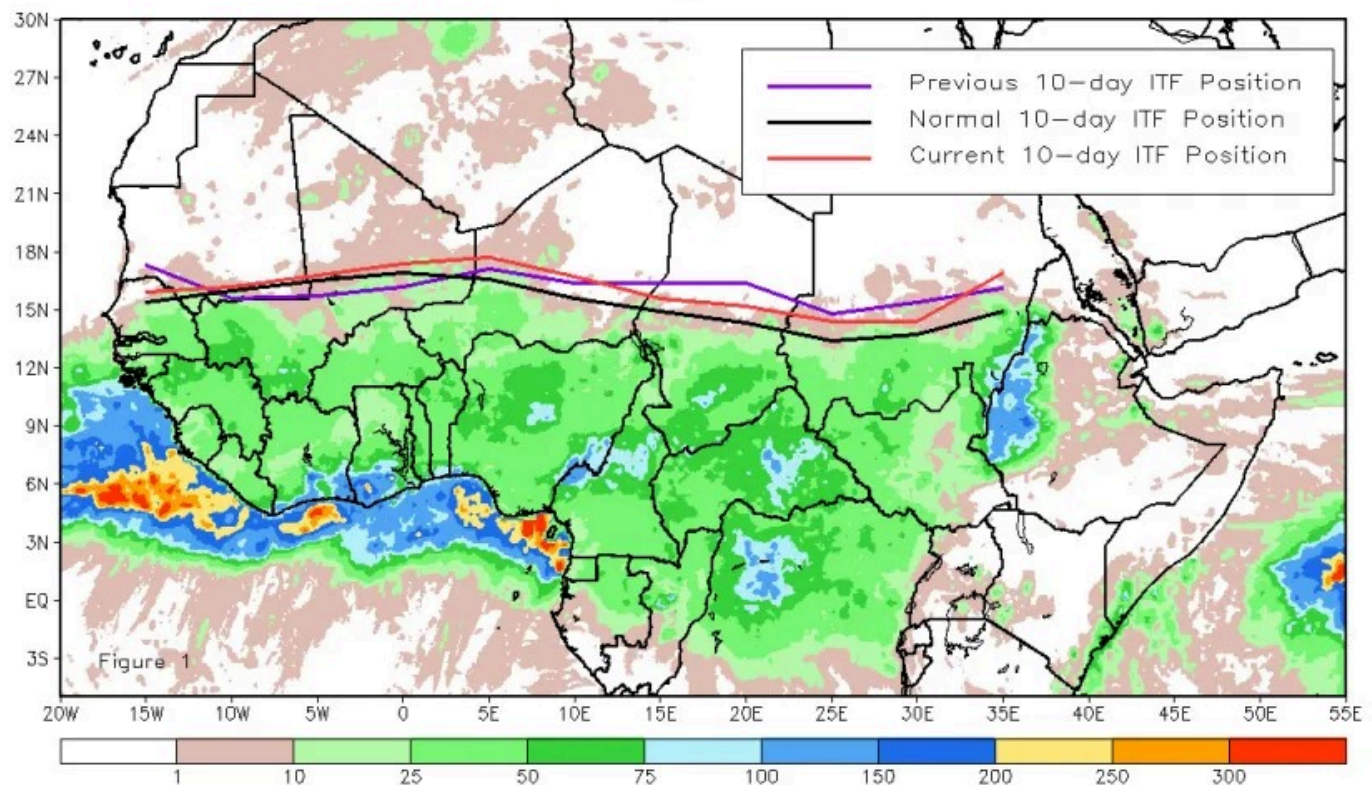 30N
27N
24N
21N
18N
15N
12N
9N
6N
3N
EQ
3S
Previous 10-day ITF Position
Normal 10-day ITF Position
Current 10-day ITF Position
Figure 1
20W 15W 10W 5W 0 5E 10E 15E 20E 25E 30E 35E 40E 45E 50E 55E
1 10 25 50 75 100 150 200 250 300